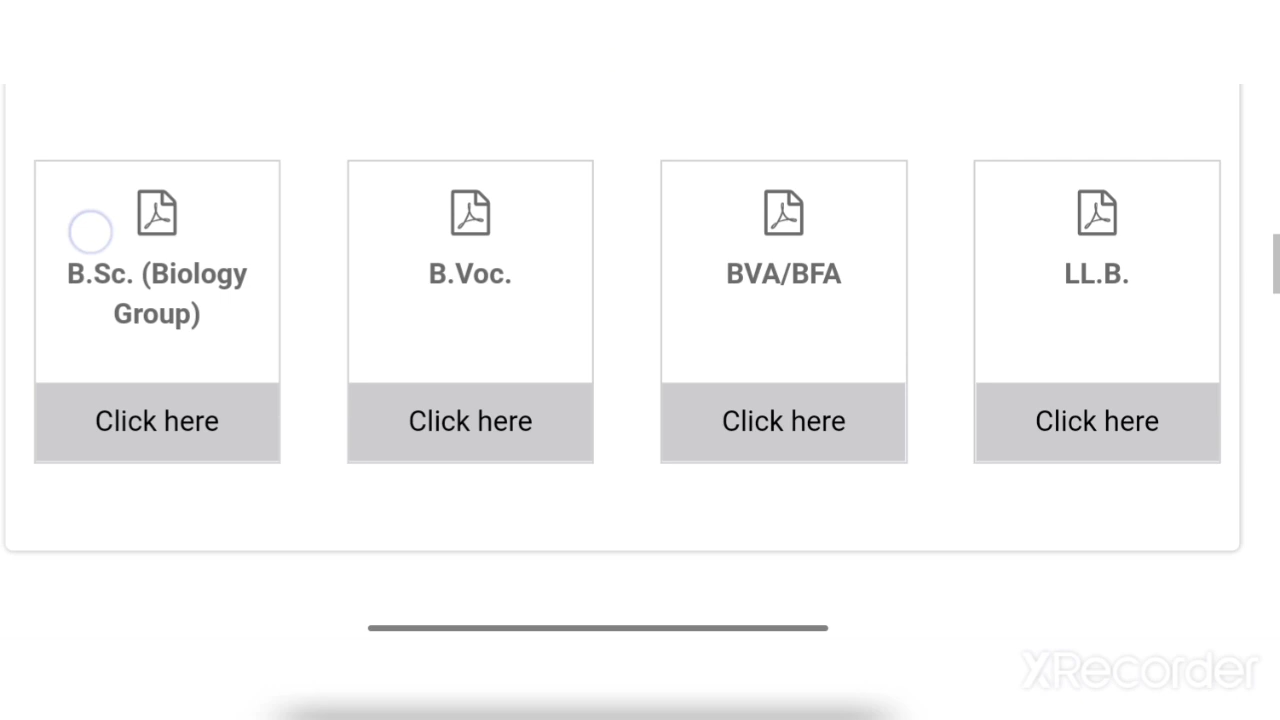 B.Sc. (Biology
Group)
B.Voc.
BVA/BFA
LL.B.
Click here
Click here
Click here
Click here
XRecorder